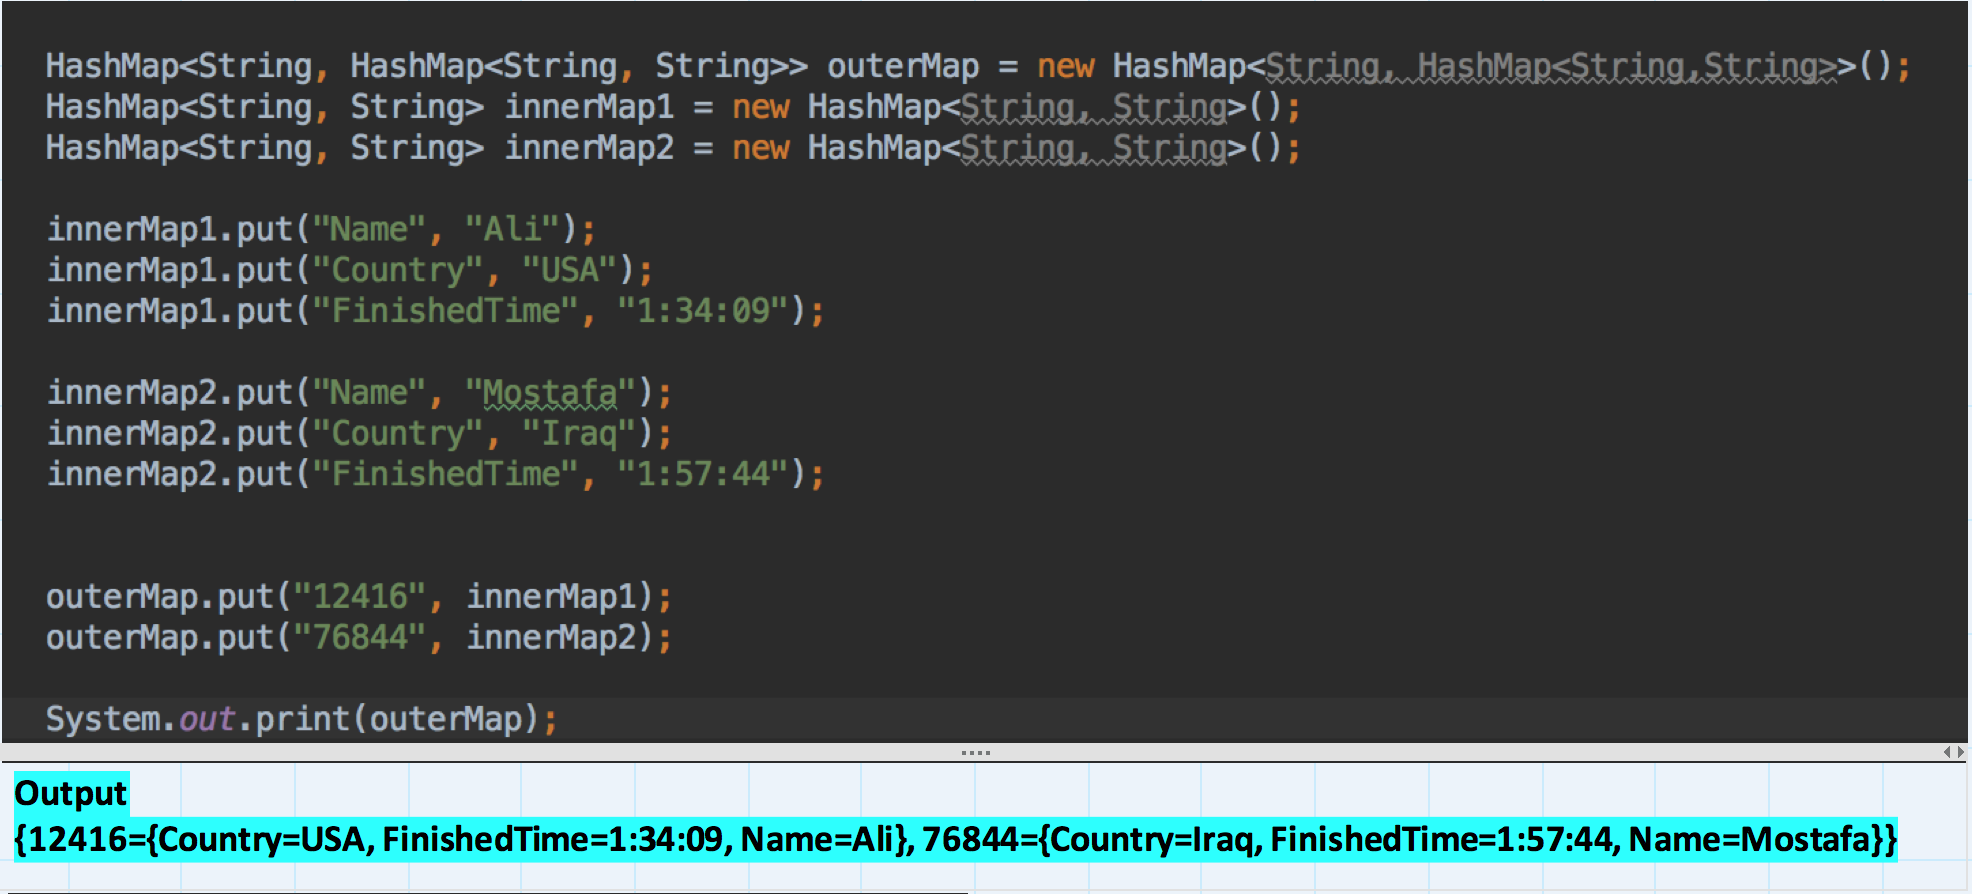 HashMap<String, HashMap<String, String>> outerMap = new HashMap<String, HashMap<String,String>>();
HashMap<String, String> innerMap1 = new HashMap<String, String>();
HashMap<String, String> innerMap2 = new HashMap<String, String>();
innerMap1.put("Name", "Ali");
innerMap1.put("Country", "USA");
innerMap1.put("FinishedTime", "1:34:09");
innerMap2.put("Name", "Mostafa");
innerMap2.put("Country", "Iraq");
innerMap2.put("FinishedTime", "1:57:44");
outerMap.put("12416", innerMap1);
outerMap.put("76844", innerMap2);
System.out.print(outerMap);
Output
{12416={Country=USA, FinishedTime=1:34:09, Name=Ali}, 76844={Country=Iraq, FinishedTime=1:57:44, Name=Mostafa}}